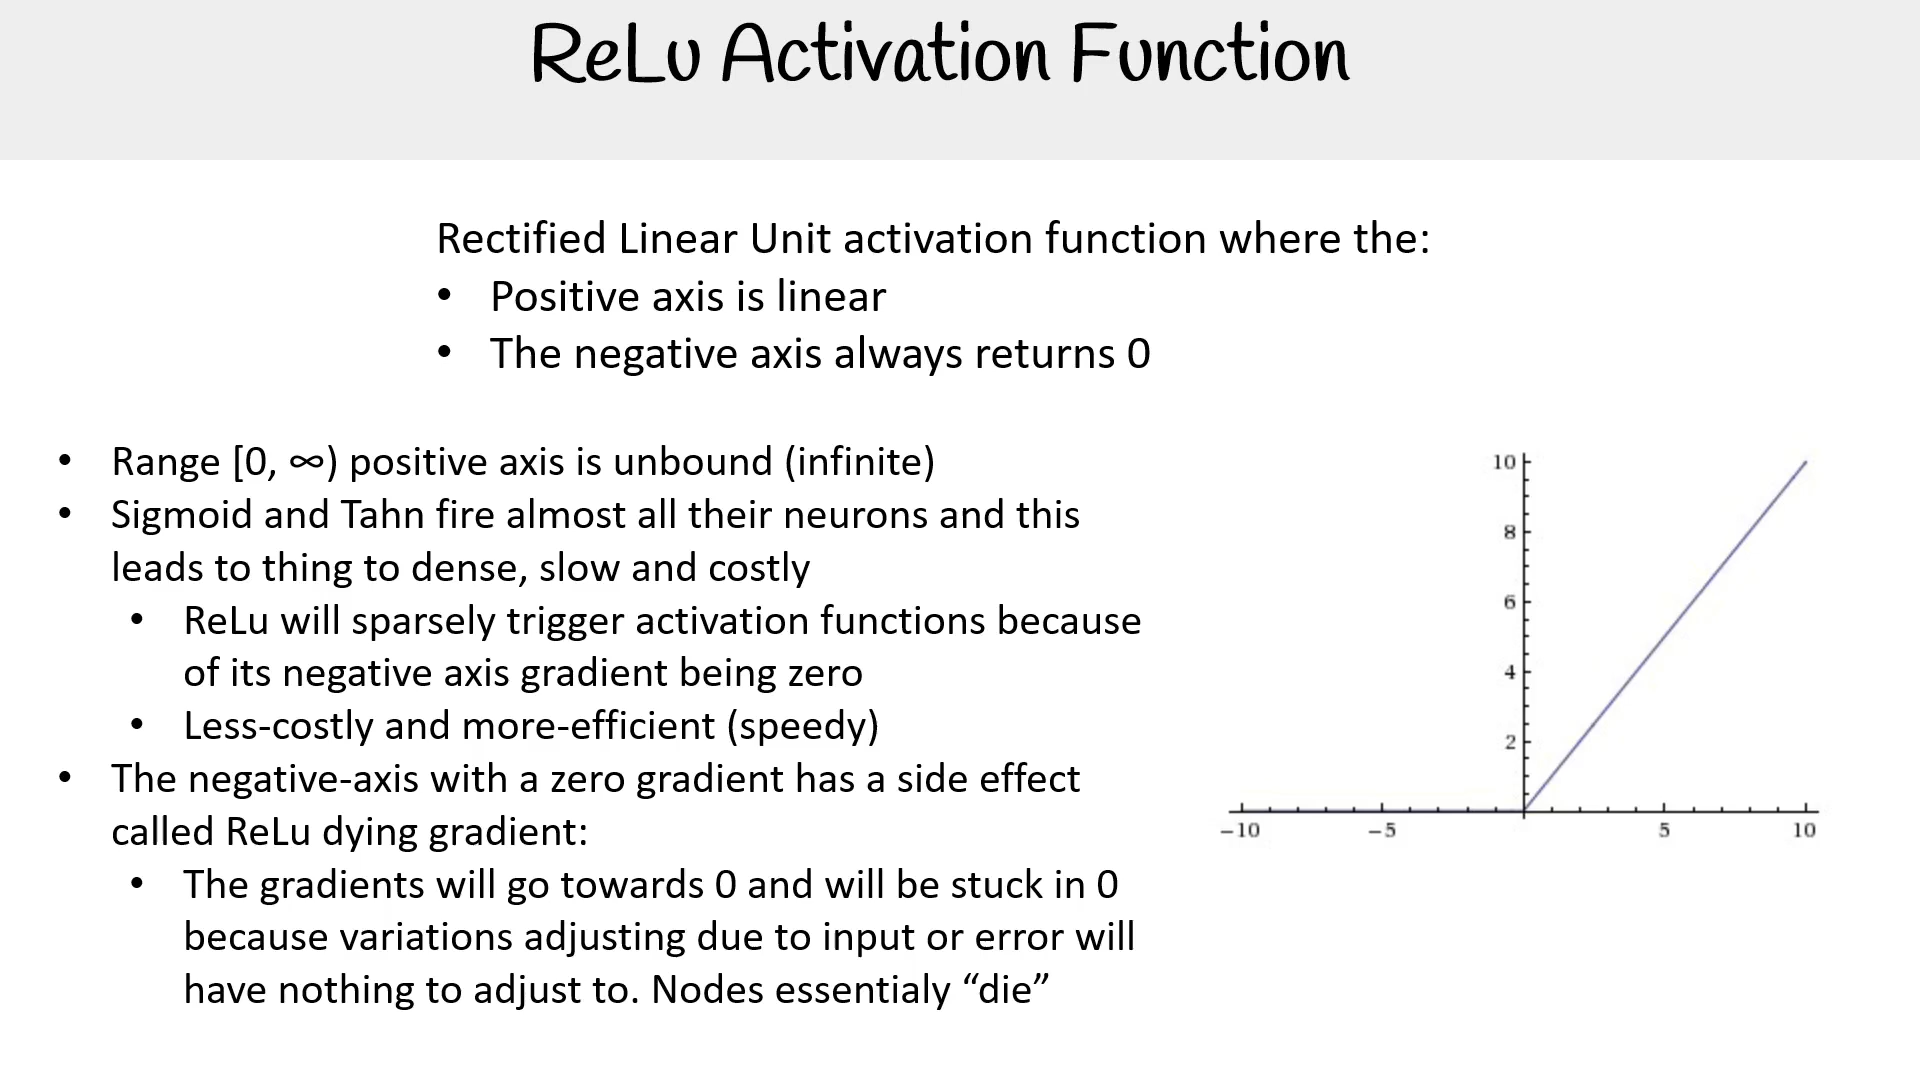 ReLu Activation Function
Rectified Linear Unit activation function where the:
• Positive axis is linear
• The negative axis always returns 0
• Range [0, ∞) positive axis is unbound (infinite)
• Sigmoid and Tahn fire almost all their neurons and this
leads to thing to dense, slow and costly
• ReLu will sparsely trigger activation functions because
of its negative axis gradient being zero
• Less-costly and more-efficient (speedy)
• The negative-axis with a zero gradient has a side effect
called ReLu dying gradient:
• The gradients will go towards 0 and will be stuck in 0
because variations adjusting due to input or error will
have nothing to adjust to. Nodes essentialy “die”
10
8
6
4
2
−10 −5 5 10